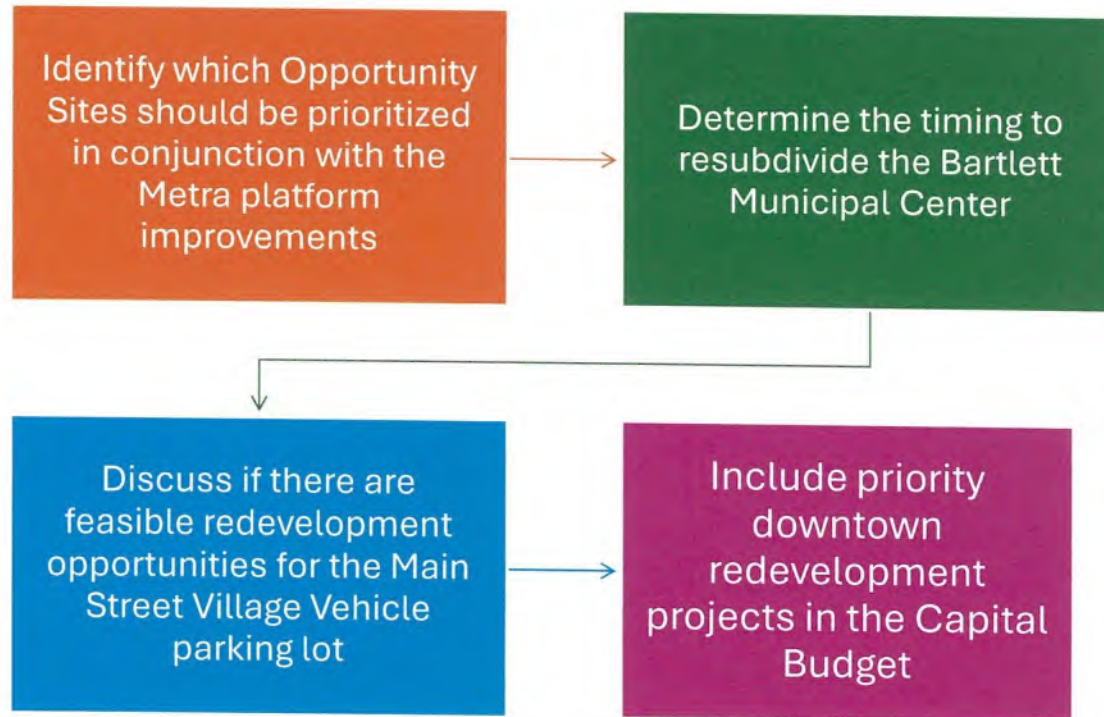 Identify which Opportunity
Sites should be prioritized
in conjunction with the
Metra platform
improvements
Determine the timing to
resubdivide the Bartlett
Municipal Center
Discuss if there are
feasible redevelopment
opportunities for the Main
Street Village Vehicle
parking lot
Include priority
downtown
redevelopment
projects in the Capital
Budget